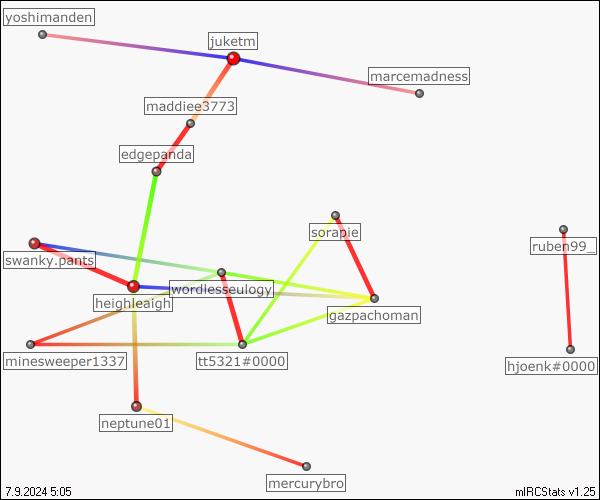 yoshimanden
juketm
marcemadness
maddiee3773
edgepanda
sorapie
ruben99_
swanky.pants
wordlesseulogy
heighleaigh
gazpachoman
minesweeper1337
tt5321#0000
hjoenk#0000
neptune01
mercurybro
7.9.2024 5:05
mIRCStats v1.25